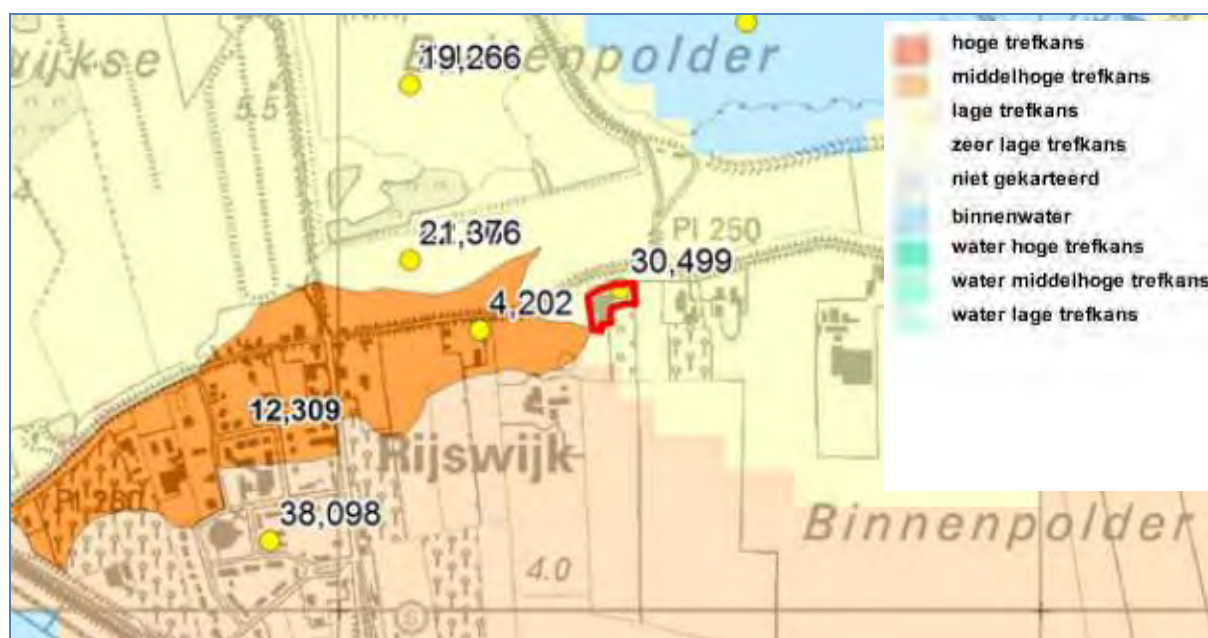 ijkse
Binnenpolder
5.5
19,266
hoge trefkans
middelhoge trefkans
lage trefkans
zeer lage trefkans
niet gekarteerd
binnenwater
water hoge trefkans
water middelhoge trefkans
water lage trefkans
Pl 250
21,376
30,499
4,202
12,309
Rijswijk
Pl 260
38,098
Binnenpolder
4.0
S